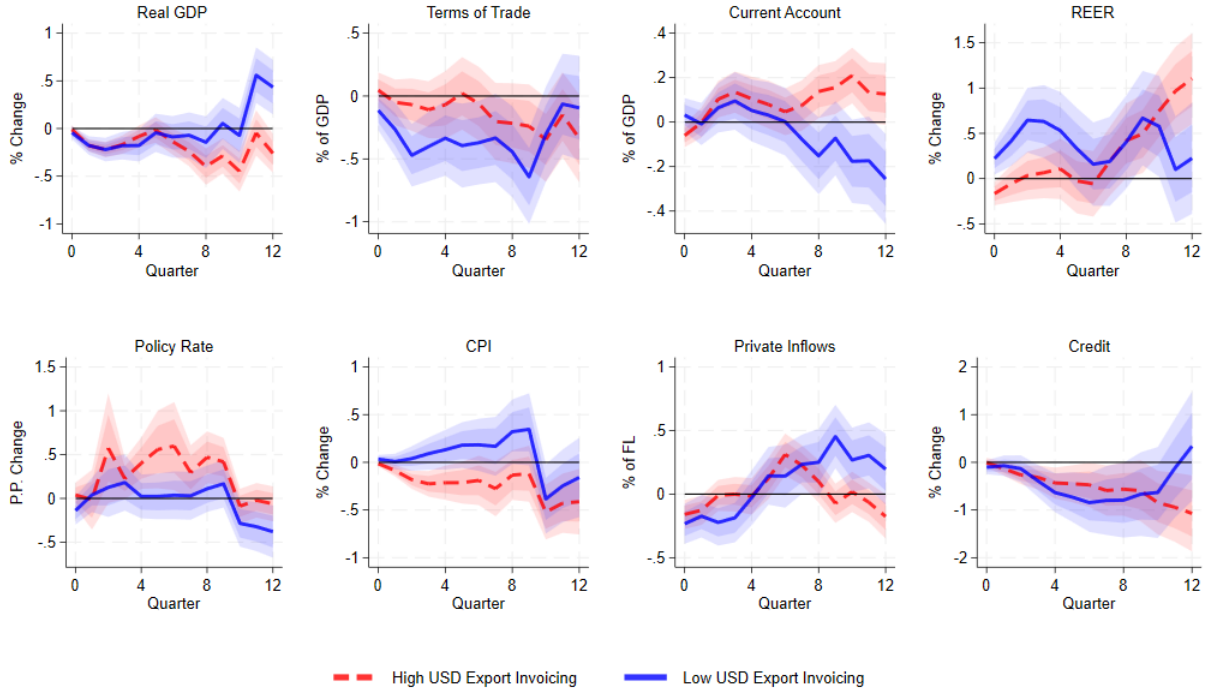 Real GDP
% Change
1
.5
0
-.5
-1
0 4 8 12
Quarter
Terms of Trade
% of GDP
.5
0
-.5
-1
0 4 8 12
Quarter
Current Account
% of GDP
.4
.2
0
-.2
-.4
0 4 8 12
Quarter
REER
% Change
1.5
1
.5
0
-.5
0 4 8 12
Quarter
Policy Rate
P.P. Change
1.5
1
.5
0
-.5
0 4 8 12
Quarter
CPI
% Change
1
.5
0
-.5
-1
0 4 8 12
Quarter
Private Inflows
% of FL
1
.5
0
-.5
0 4 8 12
Quarter
Credit
% Change
2
1
0
-1
-2
0 4 8 12
Quarter
High USD Export Invoicing
Low USD Export Invoicing